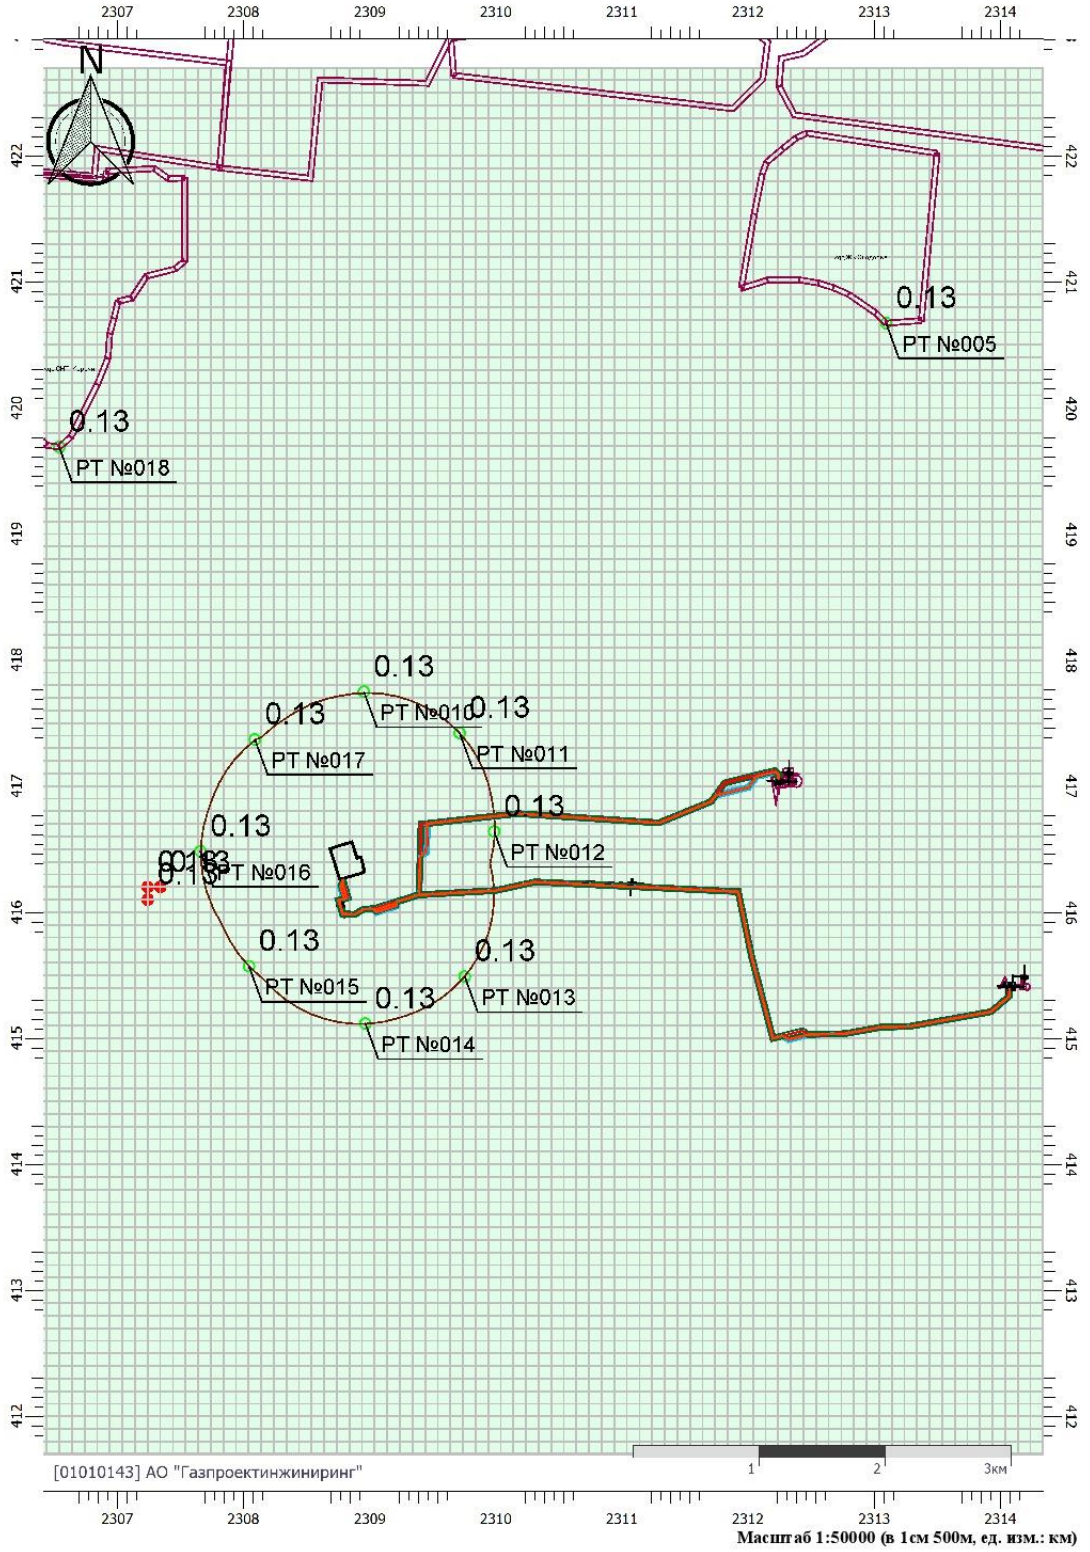 2307 2308 2309 2310 2311 2312 2313 2314
N
422 422
421 421
0.13
РТ №005
420 420
0.13
РТ №018
419 419
418 418
0.13
РТ №010
0.13
0.13
РТ №017
РТ №011
417 417
0.13
0.13
РТ №012
0.13
РТ №016
416 416
0.13
0.13
РТ №015
РТ №013
0.13
РТ №014
415 415
414 414
413 413
412 412
1 2 3км
[01010143] АО "Газпроектинжиниринг"
2307 2308 2309 2310 2311 2312 2313 2314
Масштаб 1:50000 (в 1см 500м, ед. изм.: км)